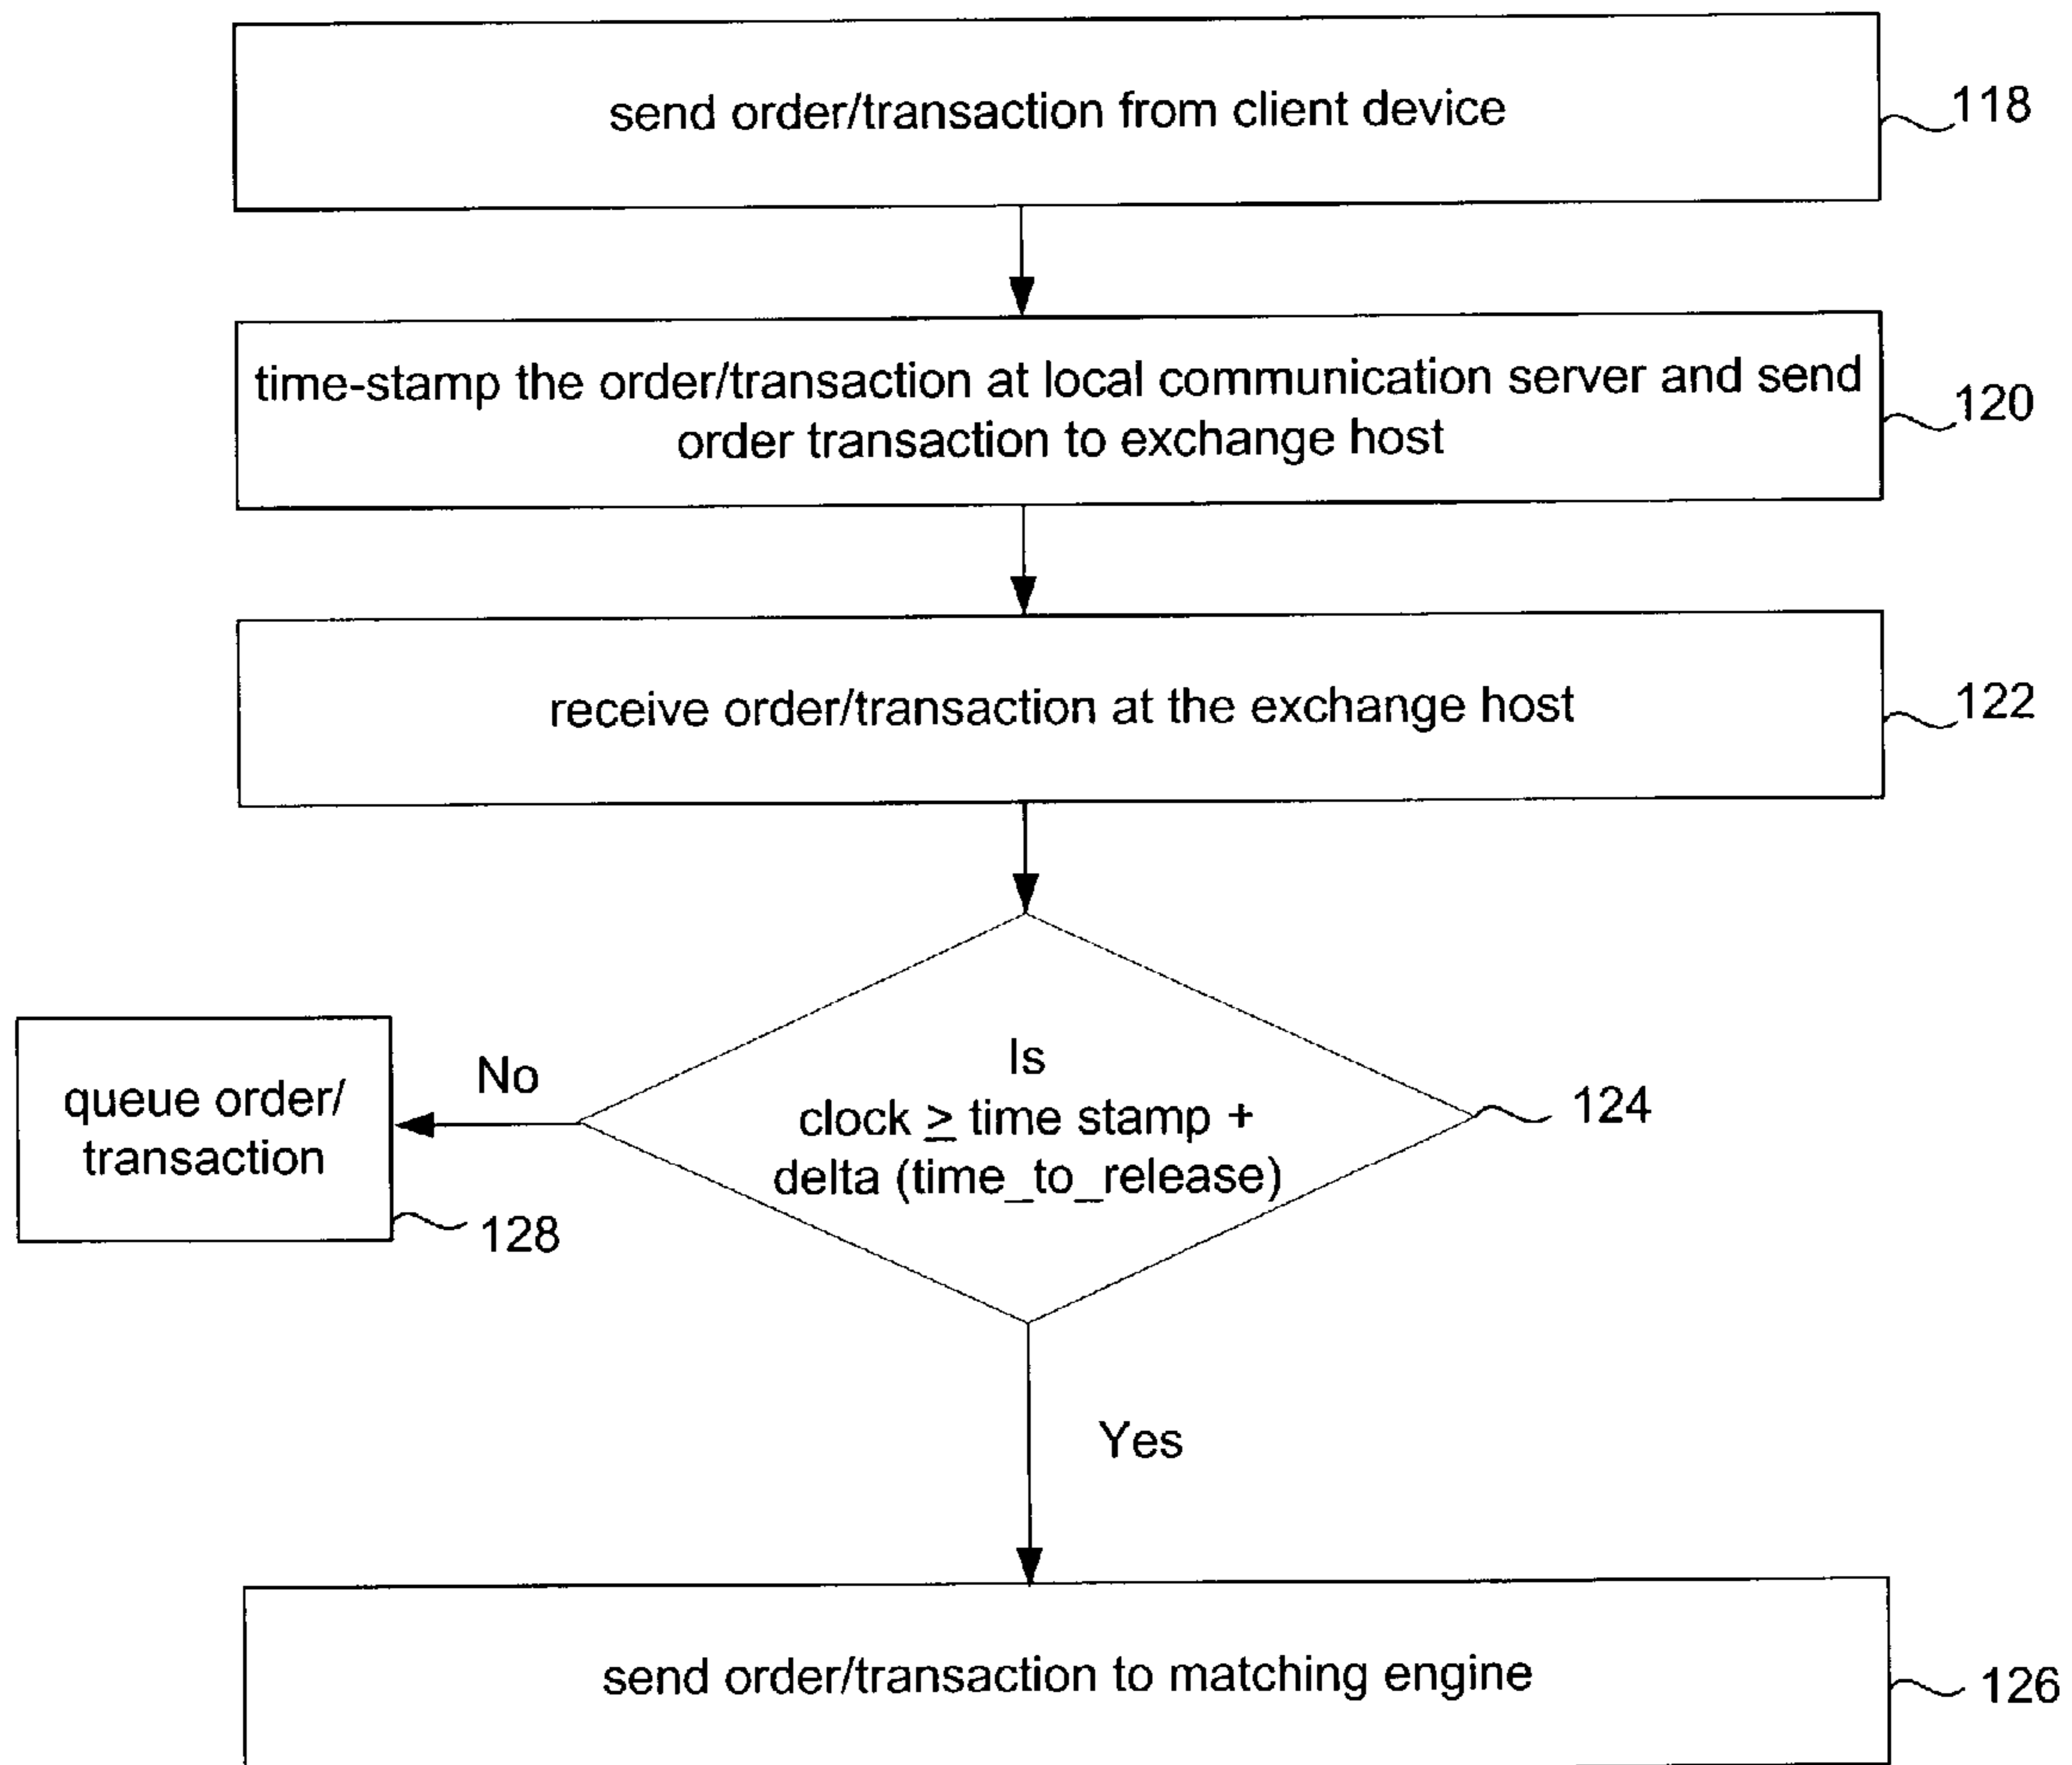 send order/transaction from client device
118
time-stamp the order/transaction at local communication server and send
order transaction to exchange host
120
receive order/transaction at the exchange host
122
Is
clock ≥ time stamp +
delta (time_to_release)
124
No
queue order/
transaction
128
Yes
send order/transaction to matching engine
126